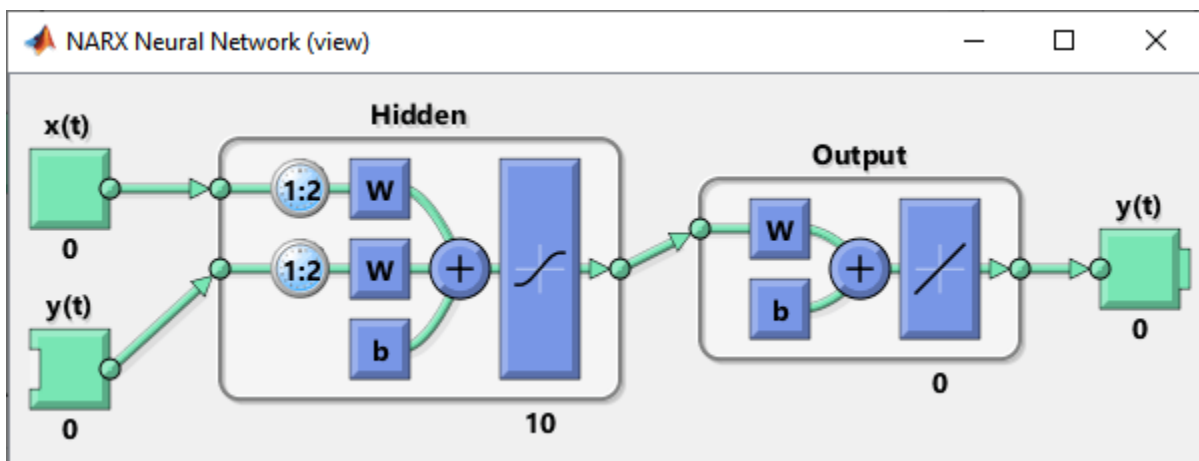 NARX Neural Network (view)
Hidden
x(t)
1:2
W
0
y(t)
1:2
W
b
0
10
Output
W
b
0
y(t)
0